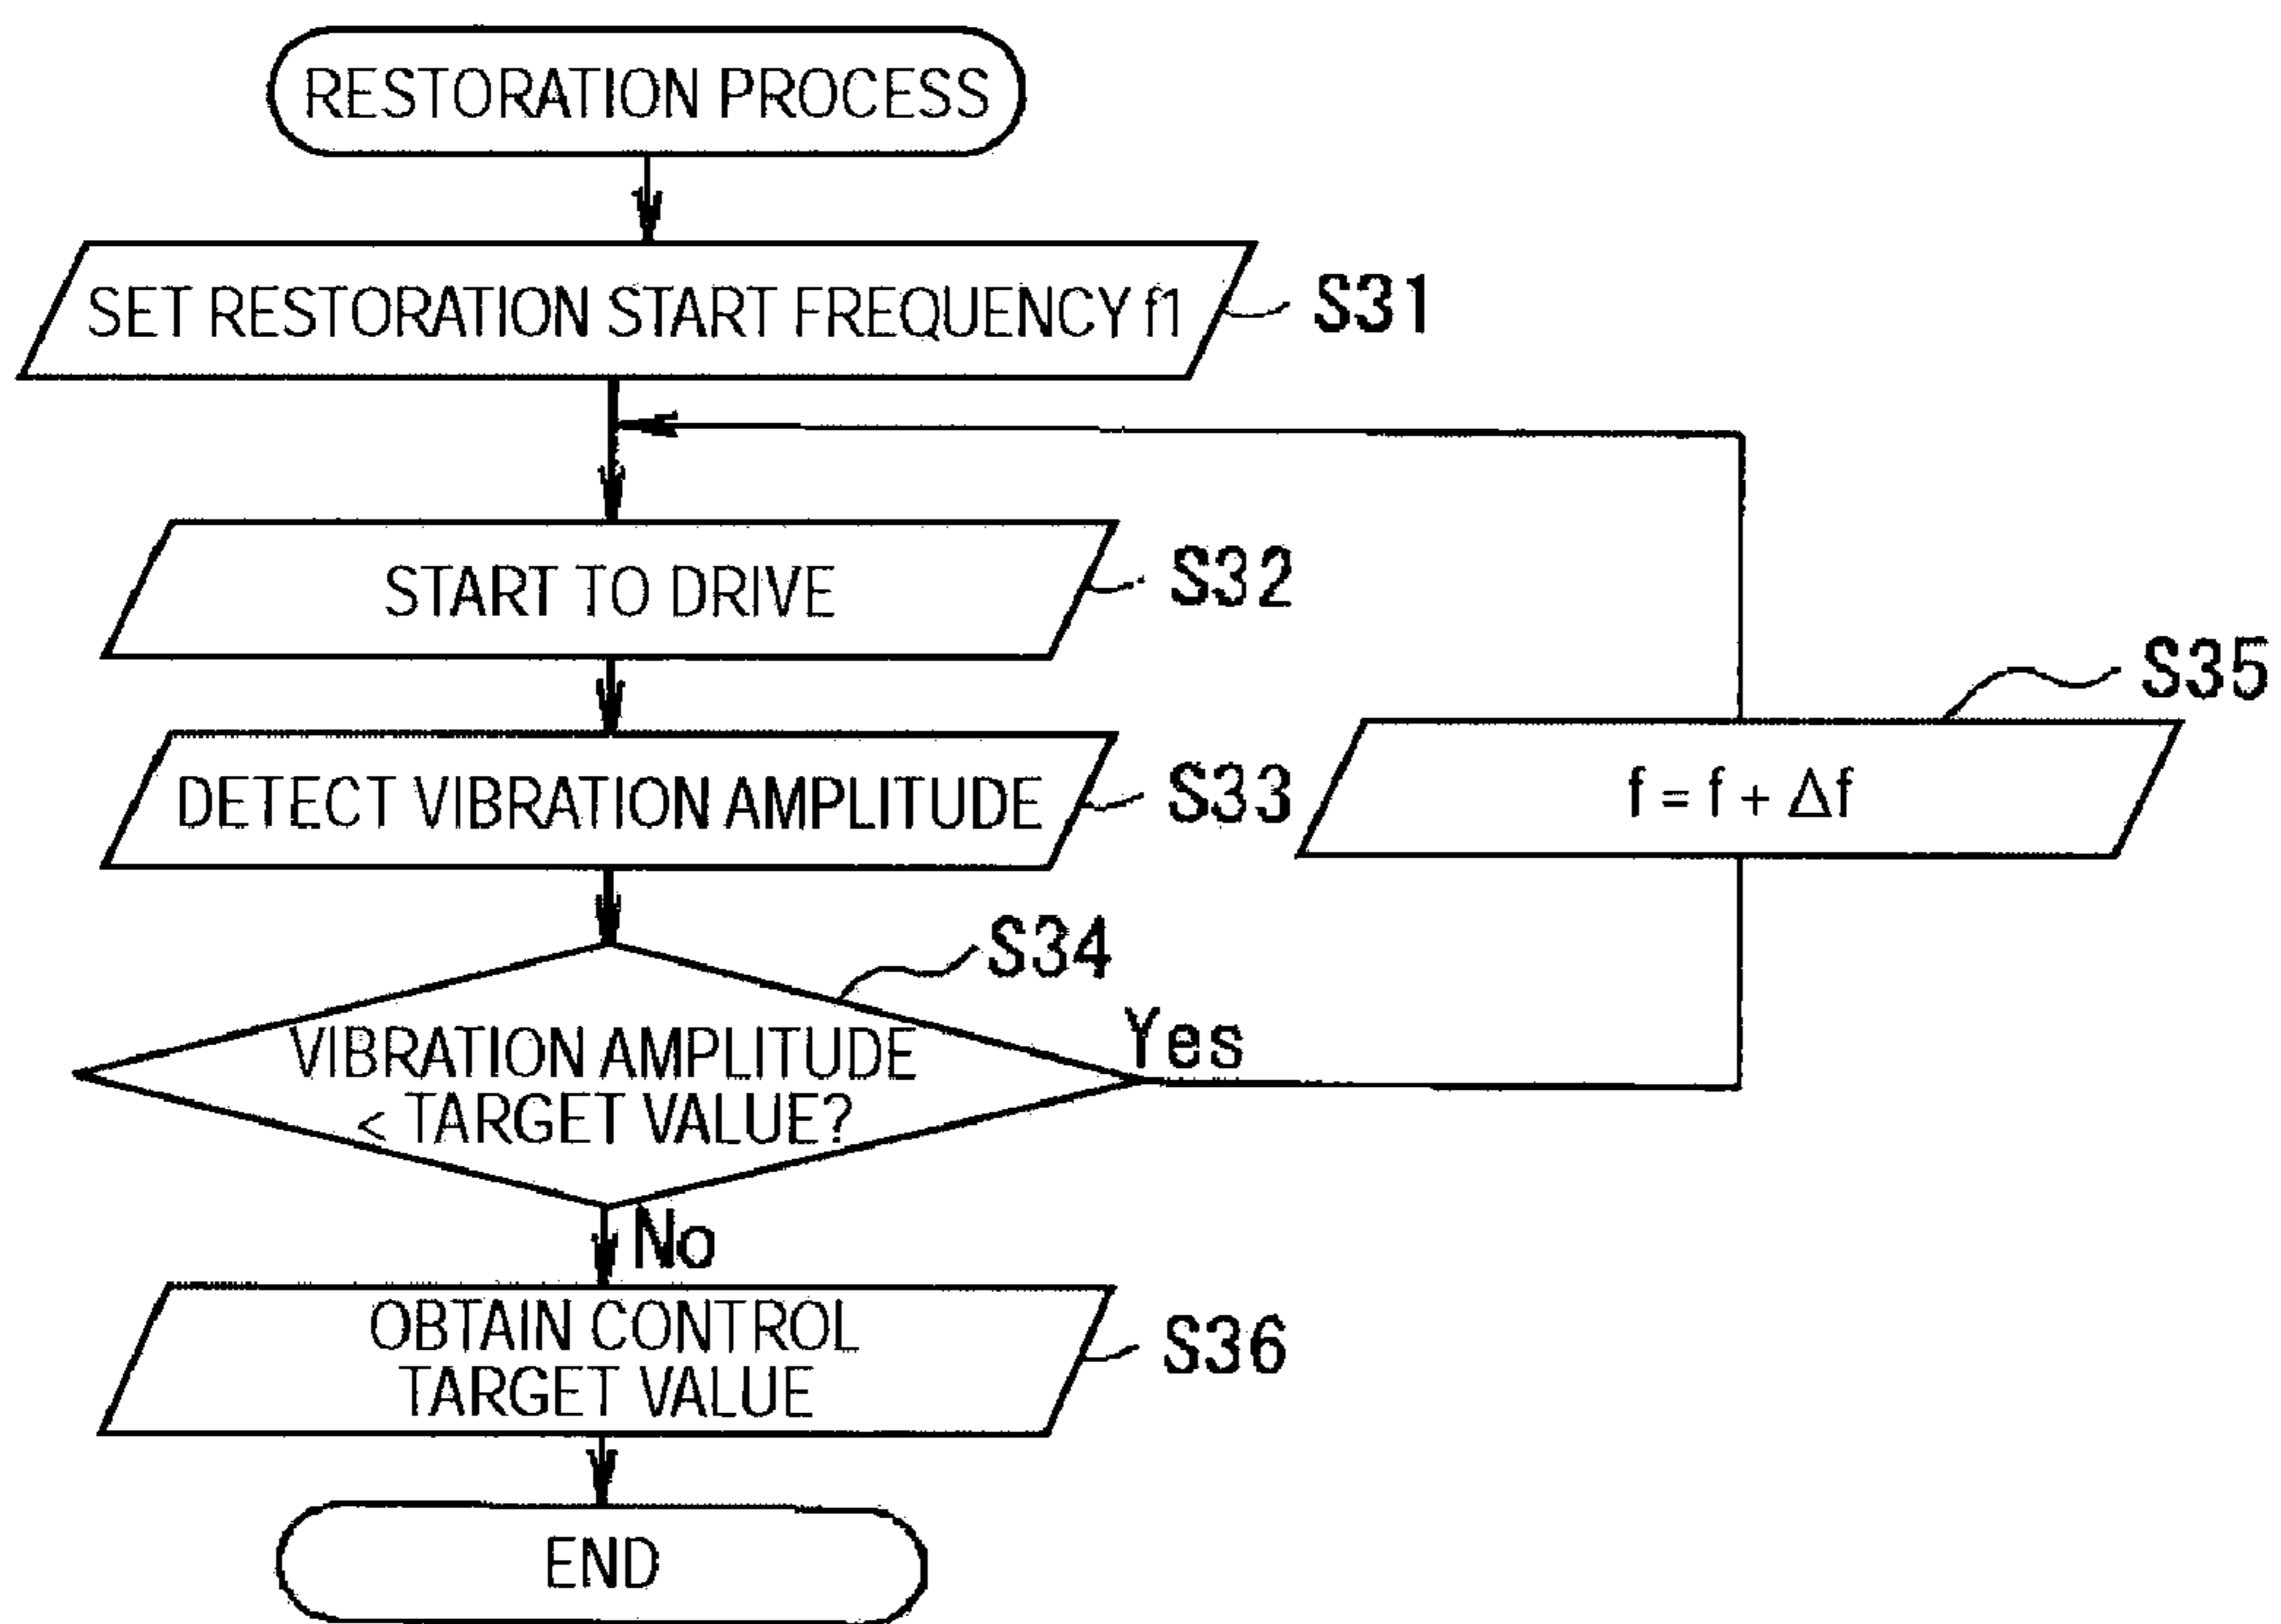 RESTORATION PROCESS
SET RESTORATION START FREQUENCY f1
S31
START TO DRIVE
S32
DETECT VIBRATION AMPLITUDE
S33
S35
f = f + Δf
S34
VIBRATION AMPLITUDE
< TARGET VALUE?
Yes
No
OBTAIN CONTROL
TARGET VALUE
S36
END